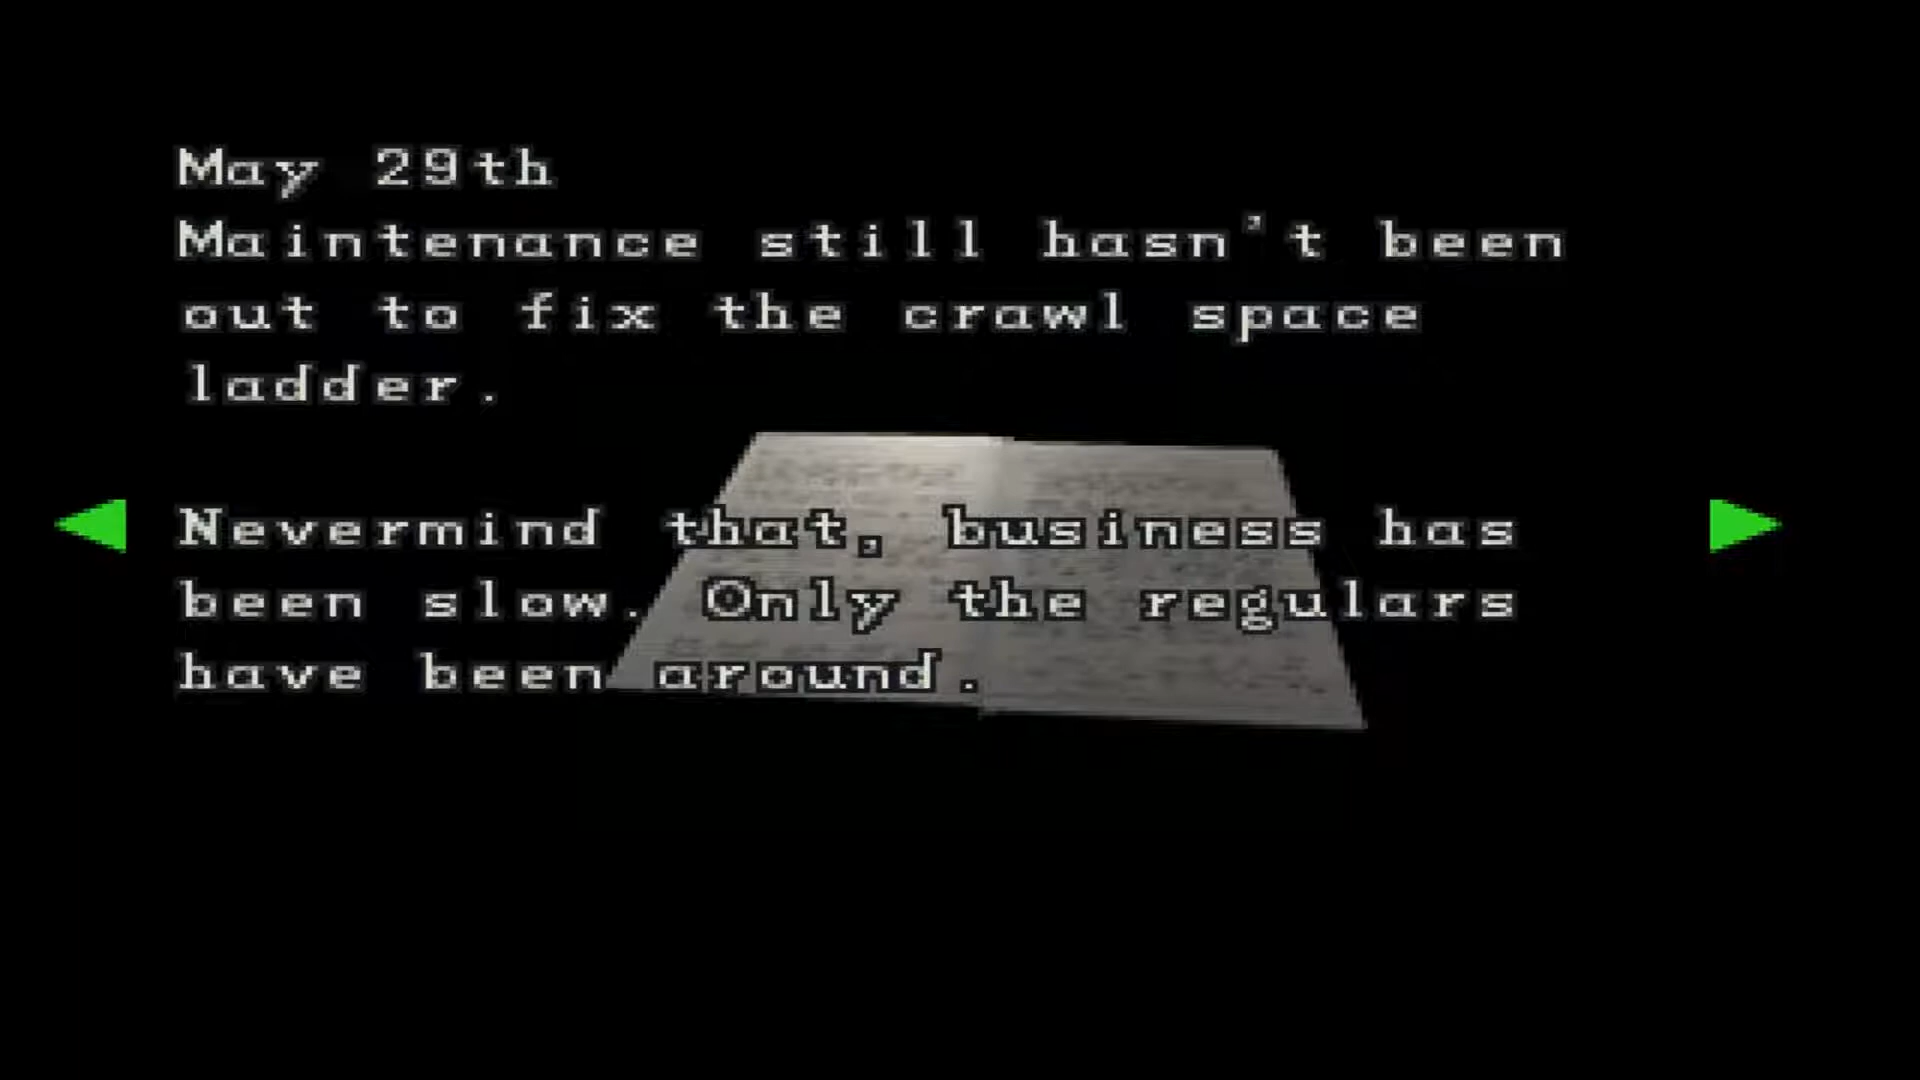 May 29th
Maintenance still hasn't been
out to fix the crawl space
ladder.
Nevermind that, business has
been slow. Only the regulars
have been around.